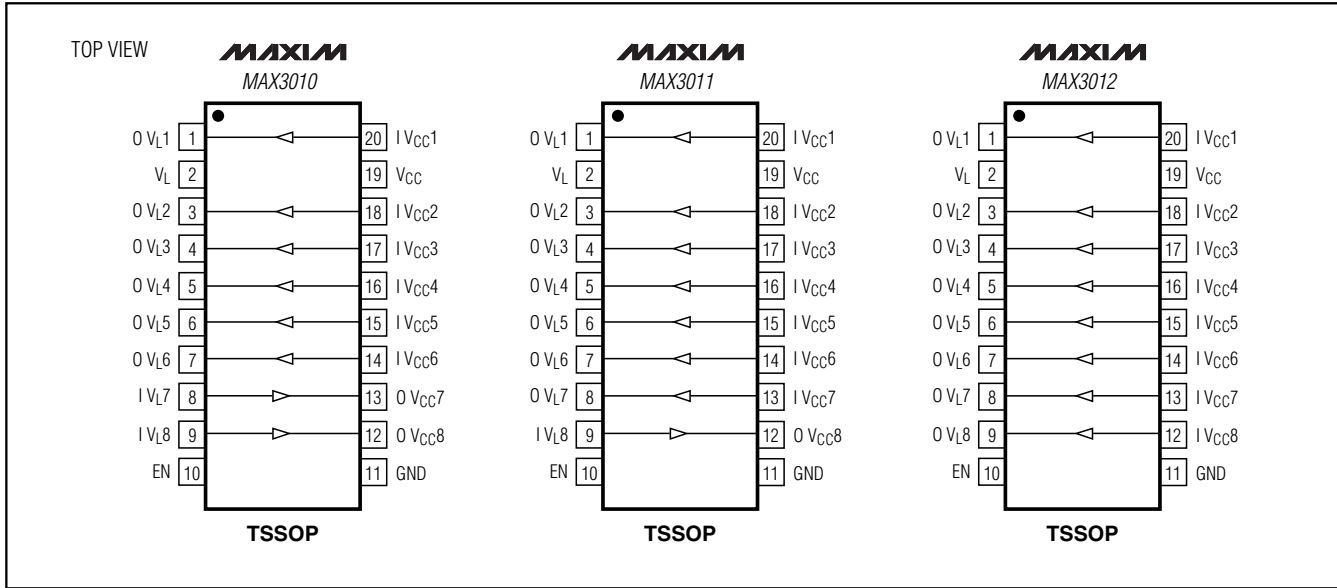 TOP VIEW
MAXIM
MAX3010
O VL1 1 20 I VCC1
VL 2 19 VCC
O VL2 3 18 I VCC2
O VL3 4 17 I VCC3
O VL4 5 16 I VCC4
O VL5 6 15 I VCC5
O VL6 7 14 I VCC6
I VL7 8 13 O VCC7
I VL8 9 12 O VCC8
EN 10 11 GND
TSSOP
MAXIM
MAX3011
O VL1 1 20 I VCC1
VL 2 19 VCC
O VL2 3 18 I VCC2
O VL3 4 17 I VCC3
O VL4 5 16 I VCC4
O VL5 6 15 I VCC5
O VL6 7 14 I VCC6
O VL7 8 13 I VCC7
I VL8 9 12 O VCC8
EN 10 11 GND
TSSOP
MAXIM
MAX3012
O VL1 1 20 I VCC1
VL 2 19 VCC
O VL2 3 18 I VCC2
O VL3 4 17 I VCC3
O VL4 5 16 I VCC4
O VL5 6 15 I VCC5
O VL6 7 14 I VCC6
O VL7 8 13 I VCC7
O VL8 9 12 I VCC8
EN 10 11 GND
TSSOP